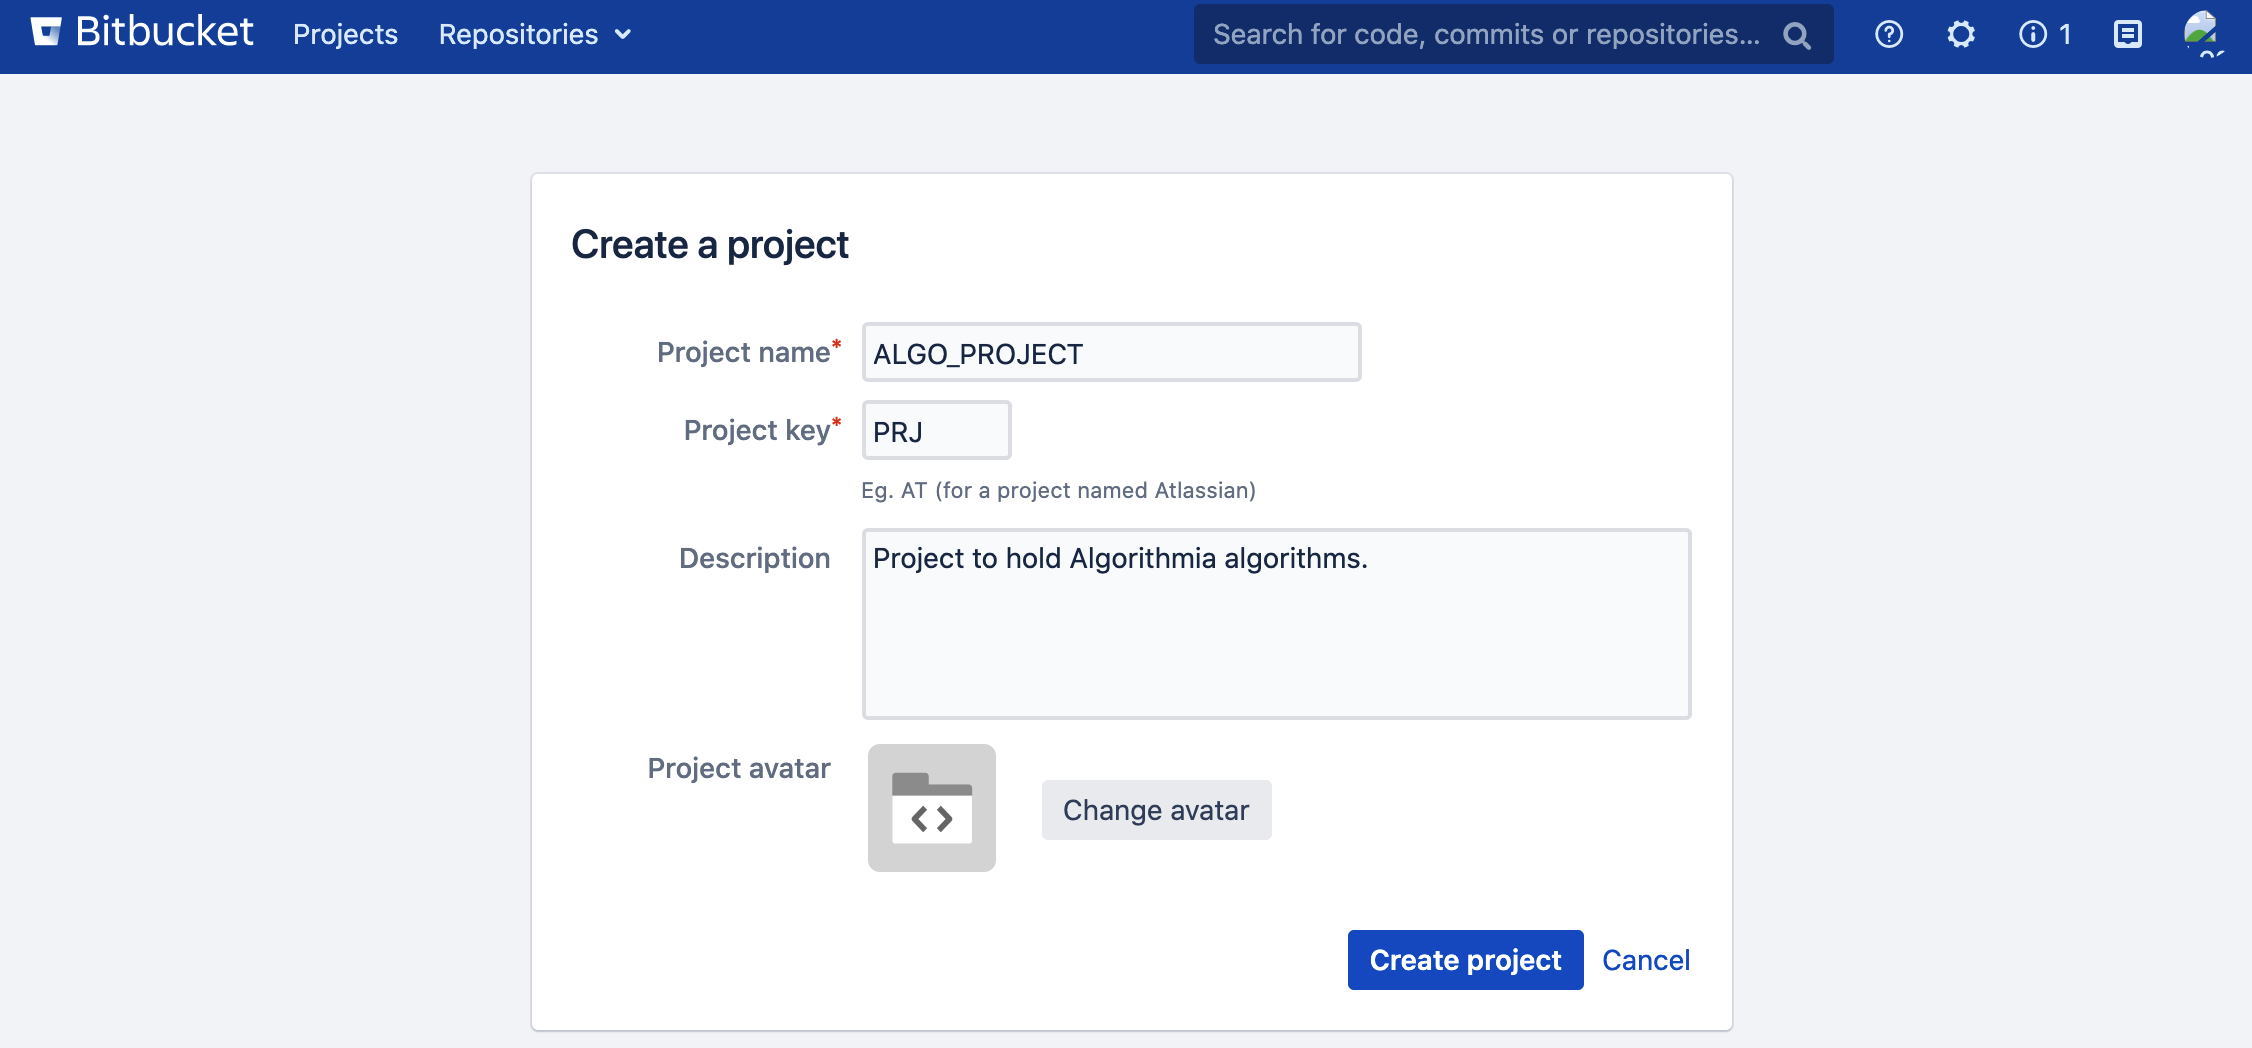 Bitbucket Projects Repositories Search for code, commits or repositories... 1
Create a project
Project name* ALGO_PROJECT
Project key* PRJ
Eg. AT (for a project named Atlassian)
Description Project to hold Algorithmia algorithms.
Project avatar
Change avatar
Create project Cancel